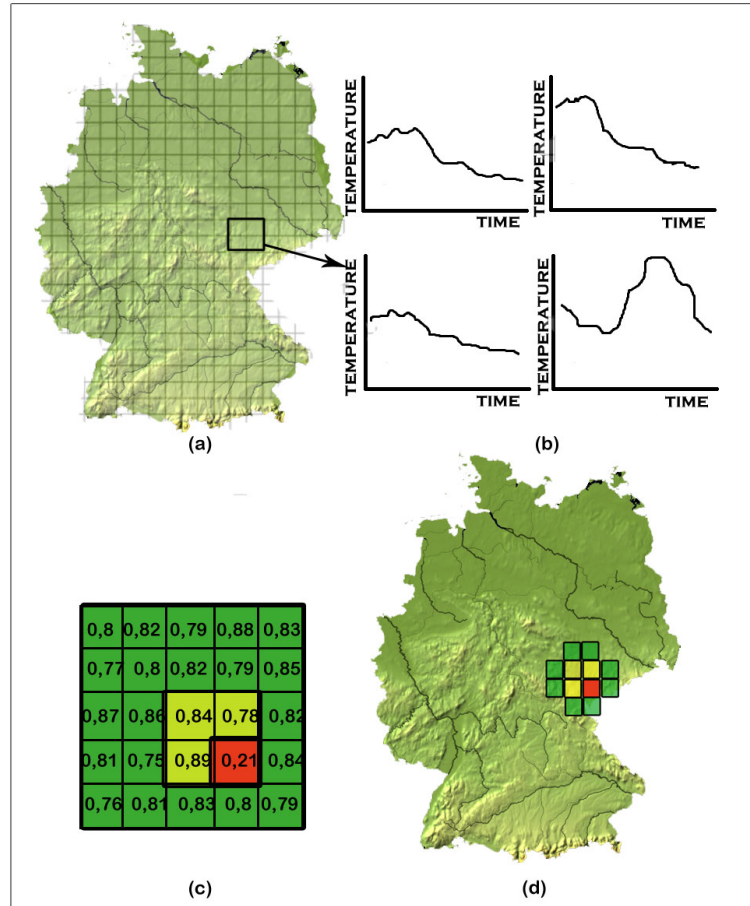 TEMPERATURE
TIME
TEMPERATURE
TIME
TEMPERATURE
TIME
TEMPERATURE
TIME
(a)
(b)
0,8 0,82 0,79 0,88 0,83
0,77 0,8 0,82 0,79 0,85
0,87 0,86 0,84 0,78 0,82
0,81 0,75 0,89 0,21 0,84
0,76 0,81 0,83 0,8 0,79
(c)
(d)